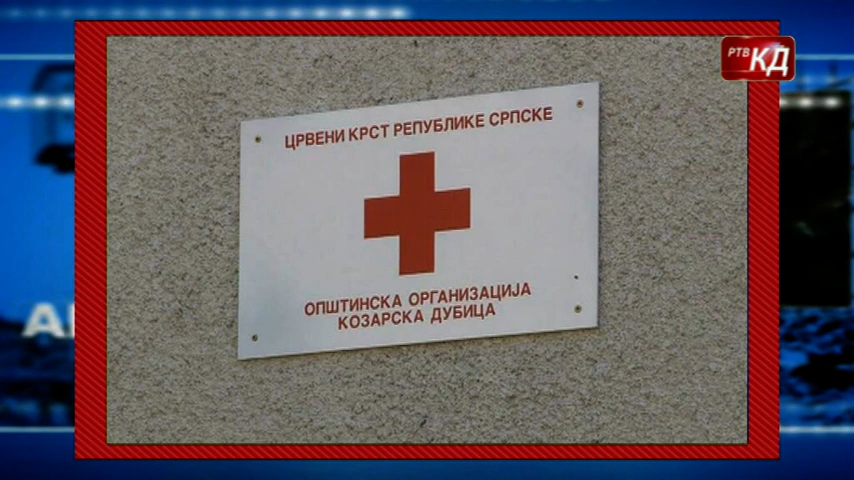 РТВ КД
ЦРВЕНИ КРСТ РЕПУБЛИКЕ СРПСКЕ
ОПШТИНСКА ОРГАНИЗАЦИЈА
КОЗАРСКА ДУБИЦА